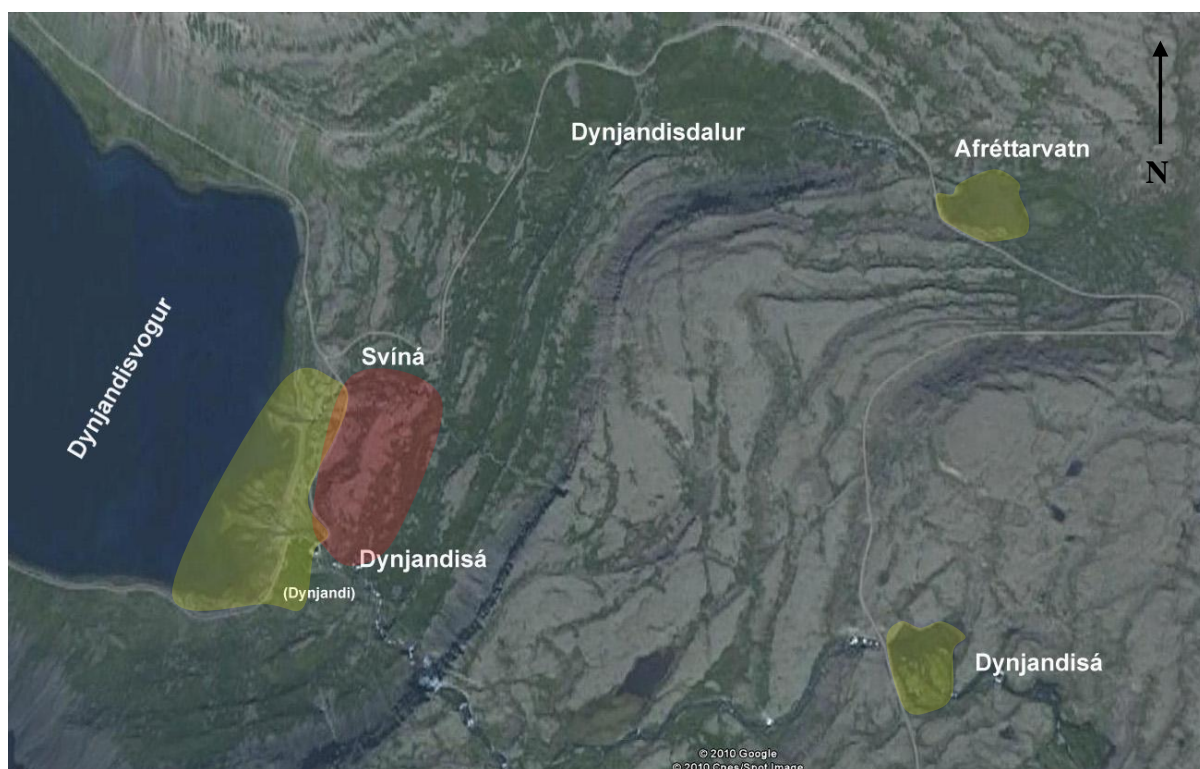 Dynjandisdalur
Afréttarvatn
N
Dynjandisvogur
Svíná
Dynjandisá
(Dynjandi)
Dynjandisá
© 2010 Google
© 2010 Cnes/Spot Image